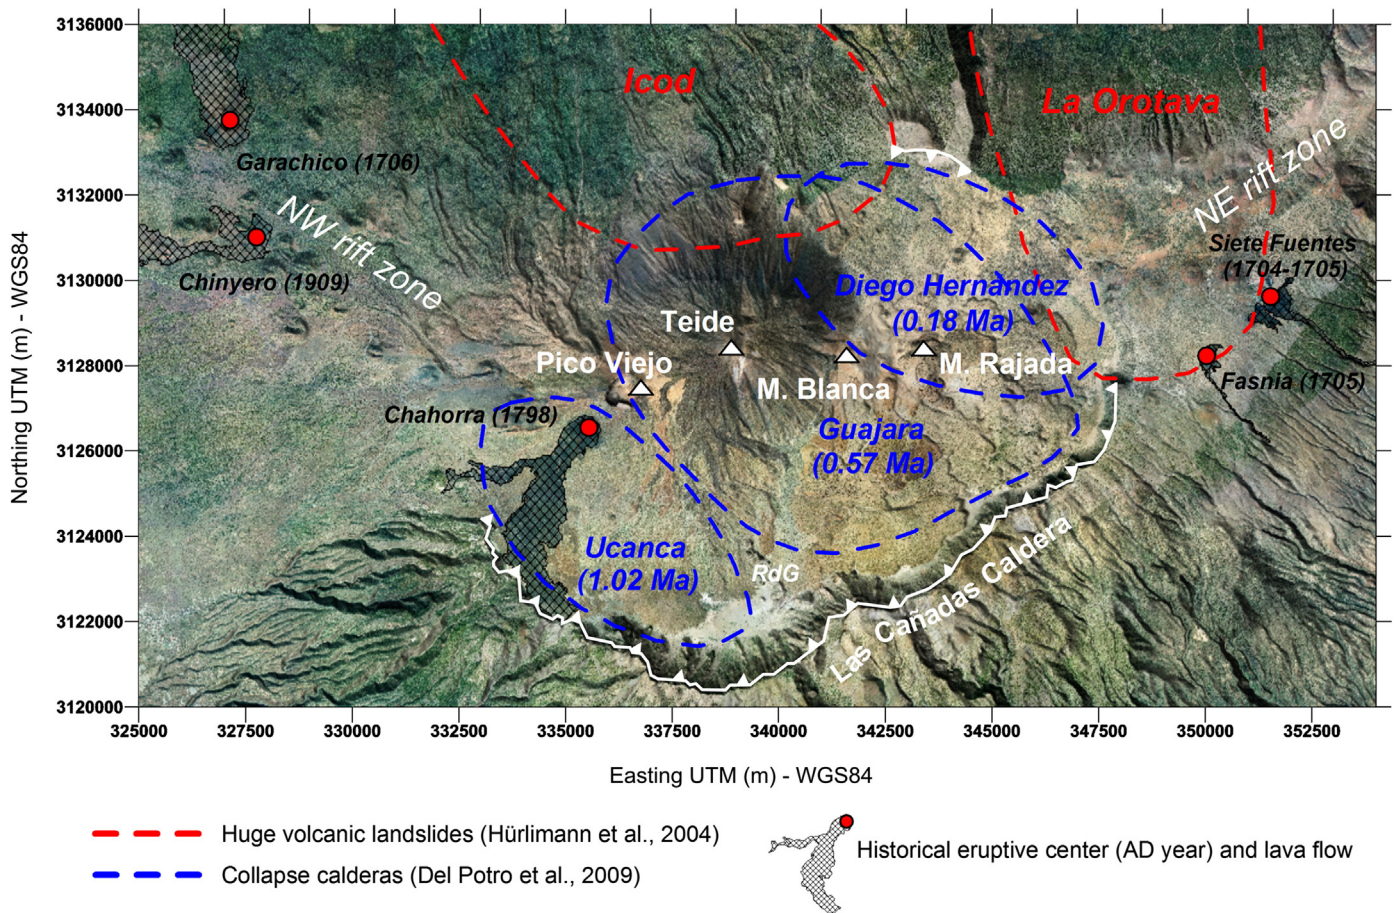 3136000
3134000
3132000
3130000
3128000
3126000
3124000
3122000
3120000
Northing UTM (m) - WGS84
Icod
La Orotava
Garachico (1706)
NW rift zone
NE rift zone
Chinyero (1909)
Siete Fuentes
(1704-1705)
Diego Hernández
(0.18 Ma)
Teide
Pico Viejo
M. Blanca
M. Rajada
Fasnia (1705)
Chahorra (1798)
Guajara
(0.57 Ma)
Ucanca
(1.02 Ma)
RdG
Las Cañadas Caldera
325000 327500 330000 332500 335000 337500 340000 342500 345000 347500 350000 352500
Easting UTM (m) - WGS84
Huge volcanic landslides (Hürlimann et al., 2004)
Collapse calderas (Del Potro et al., 2009)
Historical eruptive center (AD year) and lava flow